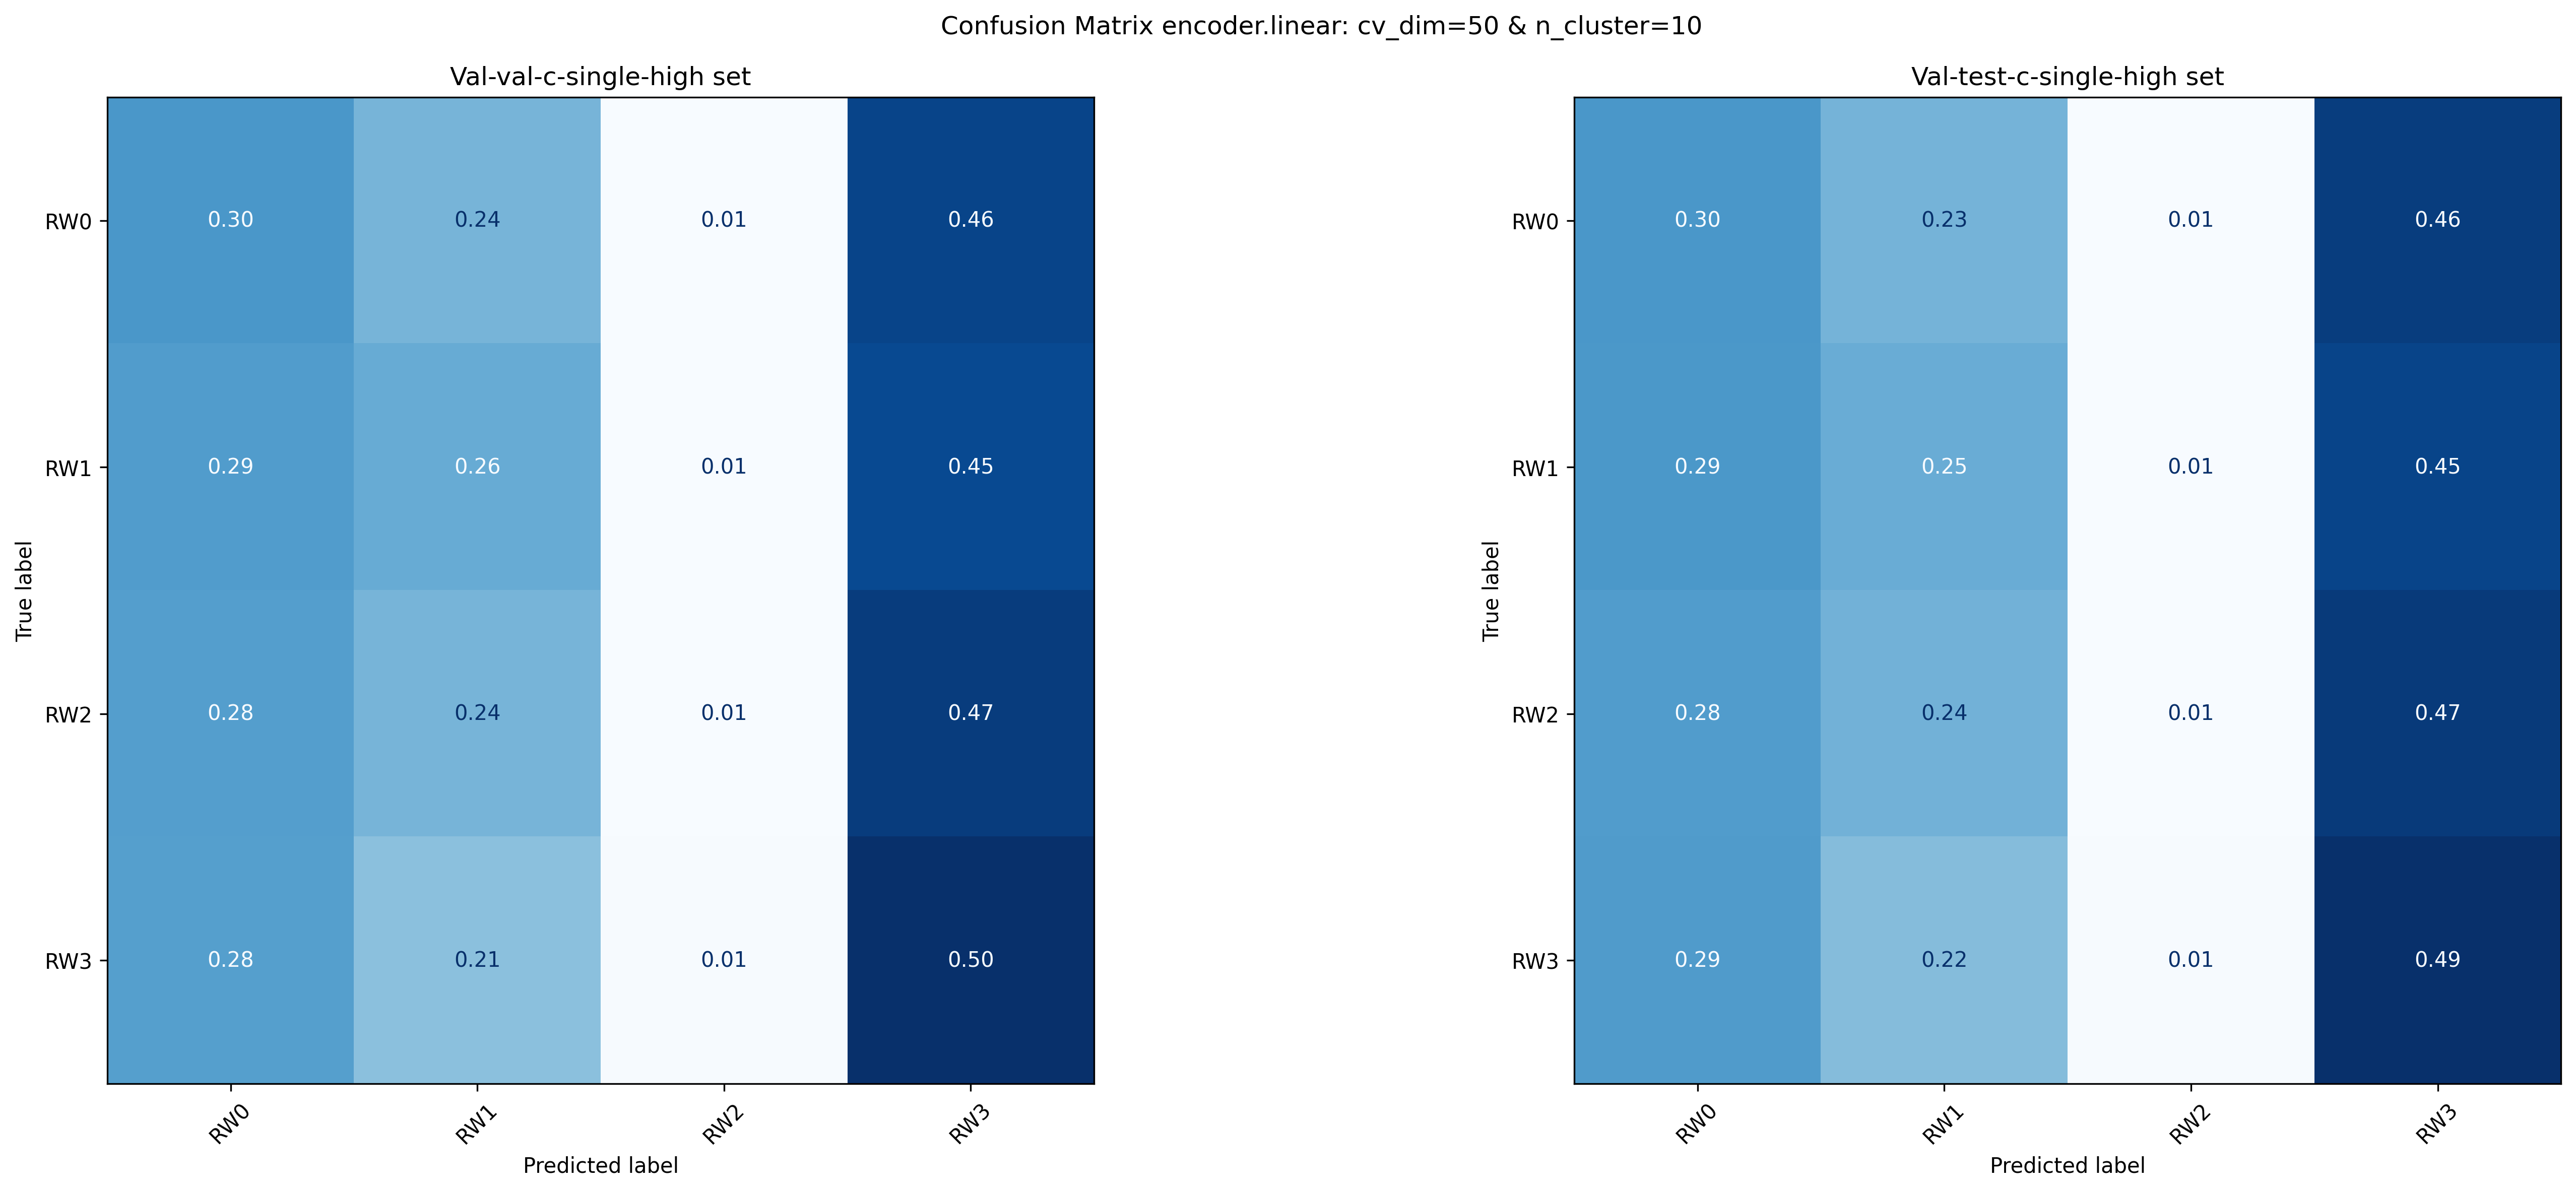 Confusion Matrix encoder.linear: cv_dim=50 & n_cluster=10
Val-val-c-single-high set
RW0 0.30 0.24 0.01 0.46
RW1 0.29 0.26 0.01 0.45
RW2 0.28 0.24 0.01 0.47
RW3 0.28 0.21 0.01 0.50
True label
RW0 RW1 RW2 RW3
Predicted label
Val-test-c-single-high set
RW0 0.30 0.23 0.01 0.46
RW1 0.29 0.25 0.01 0.45
RW2 0.28 0.24 0.01 0.47
RW3 0.29 0.22 0.01 0.49
True label
RW0 RW1 RW2 RW3
Predicted label